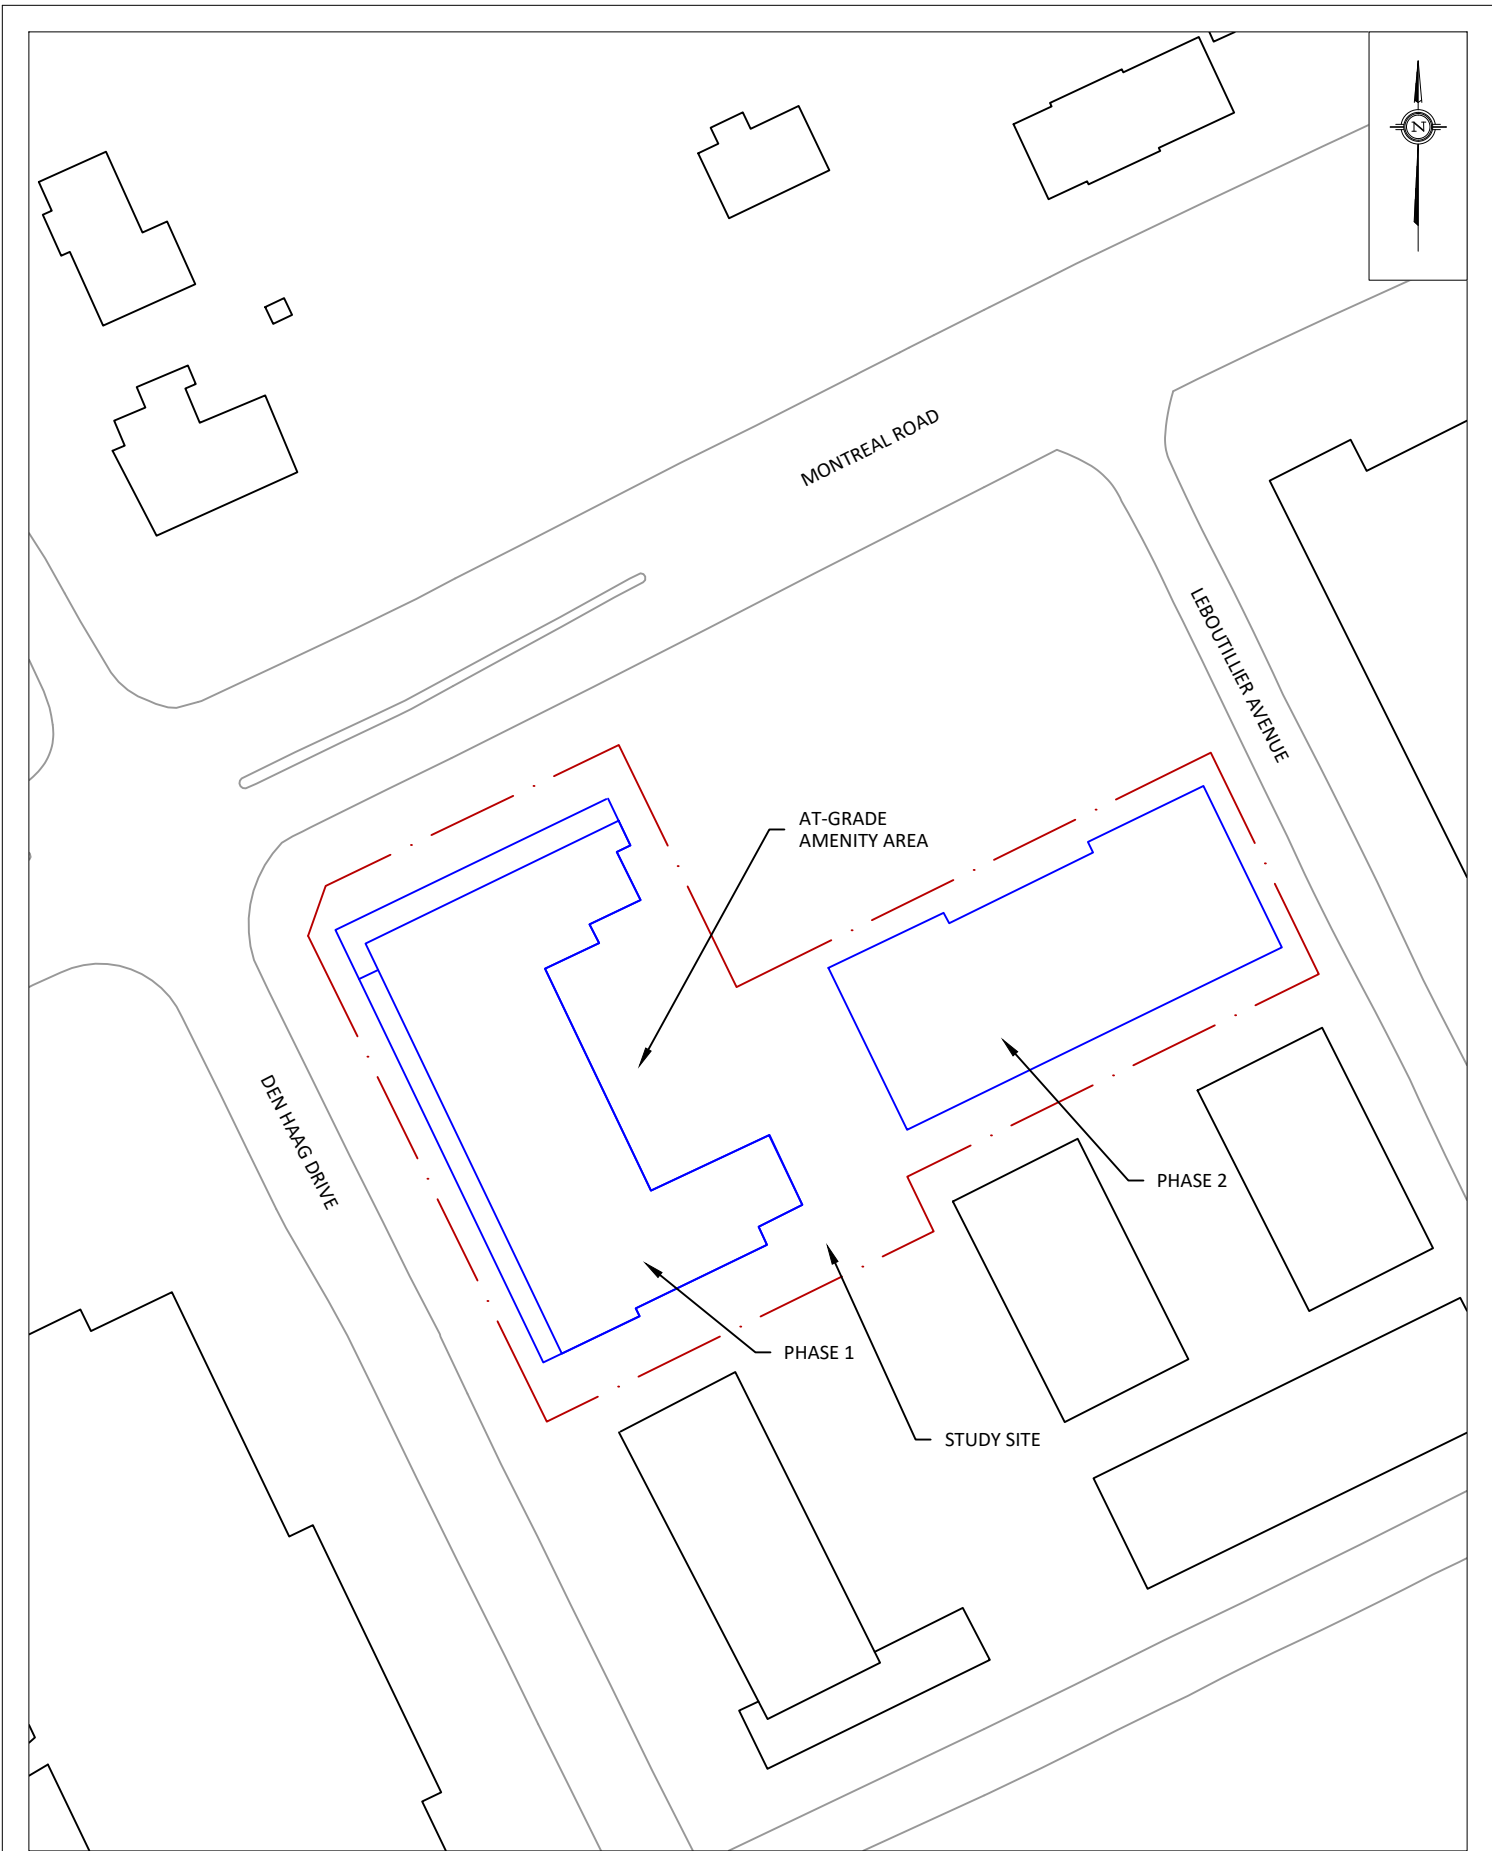 N
MONTREAL ROAD
LEBOUTILLIER AVENUE
AT-GRADE
AMENITY AREA
DEN HAAG DRIVE
PHASE 2
PHASE 1
STUDY SITE